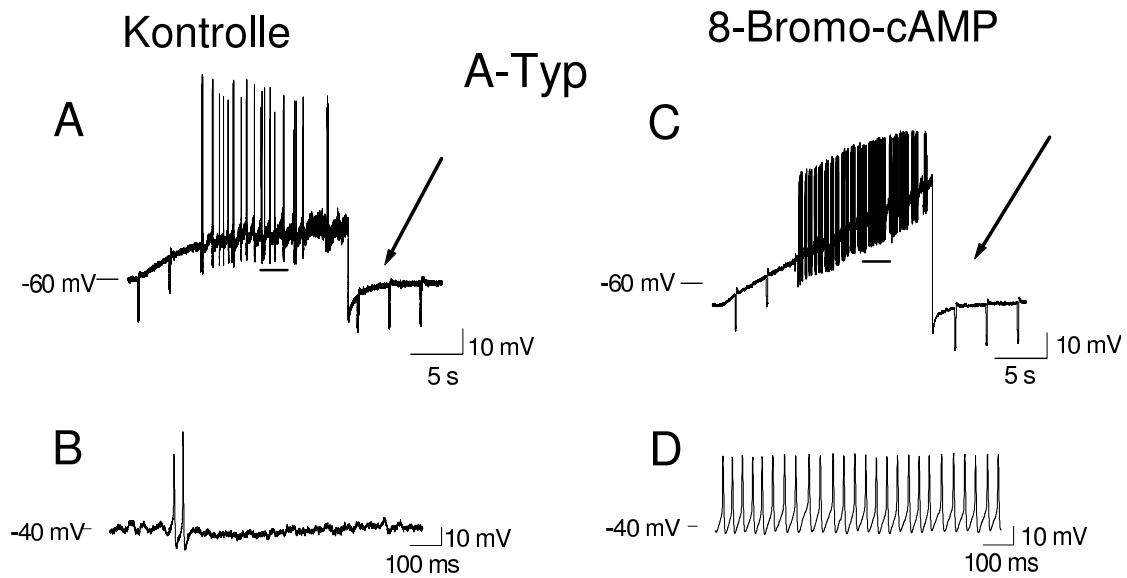 Kontrolle
8-Bromo-cAMP
A-Typ
A
C
-60 mV
-60 mV
10 mV
5 s
10 mV
5 s
B
D
-40 mV
-40 mV
10 mV
100 ms
10 mV
100 ms